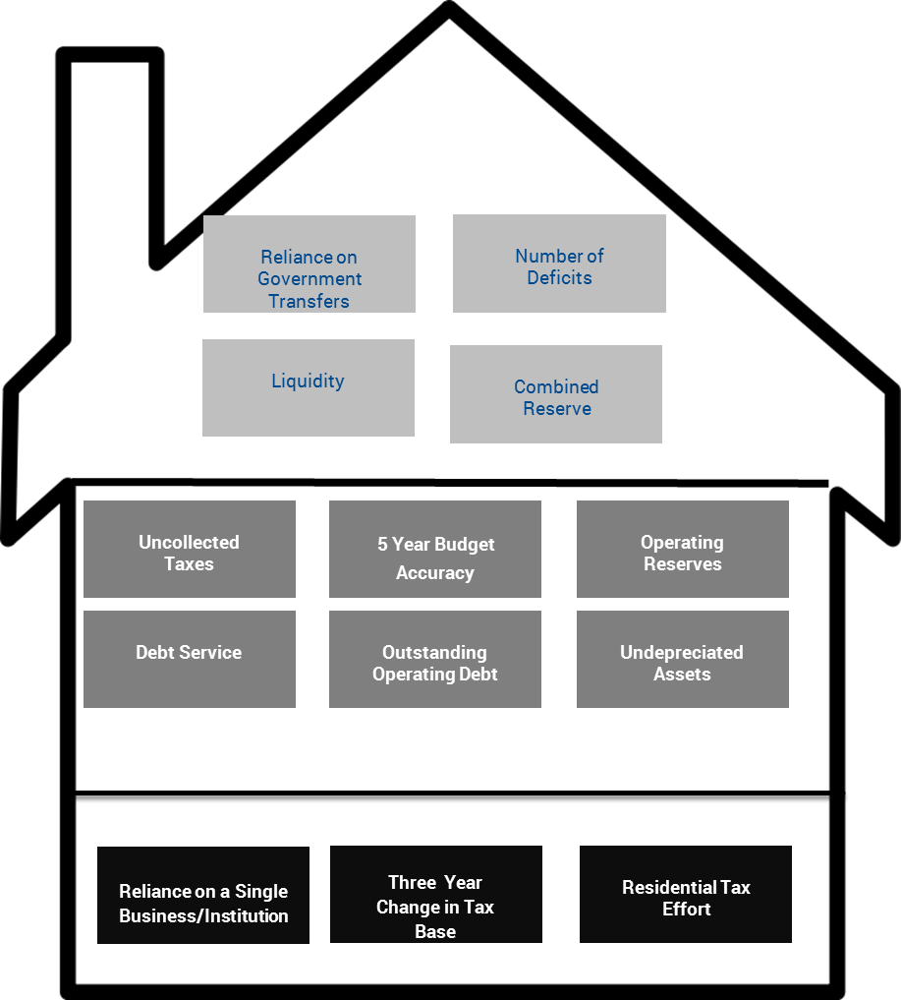 Reliance on
Government
Transfers
Number of
Deficits
Liquidity
Combined
Reserve
Uncollected
Taxes
5 Year Budget
Accuracy
Operating
Reserves
Debt Service
Outstanding
Operating Debt
Undepreciated
Assets
Reliance on a Single
Business/Institution
Three Year
Change in Tax
Base
Residential Tax
Effort